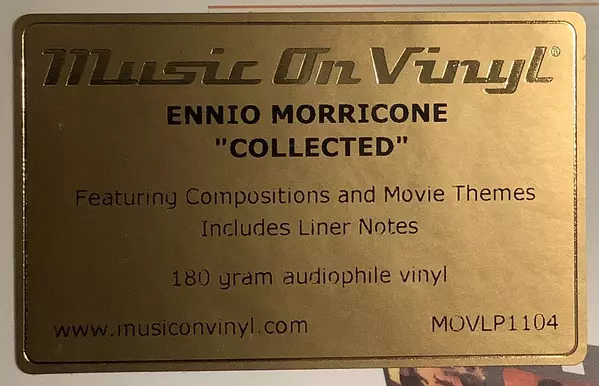 Music On Vinyl®
ENNIO MORRICONE
"COLLECTED"
Featuring Compositions and Movie Themes
Includes Liner Notes
180 gram audiophile vinyl
www.musiconvinyl.com MOVLP1104